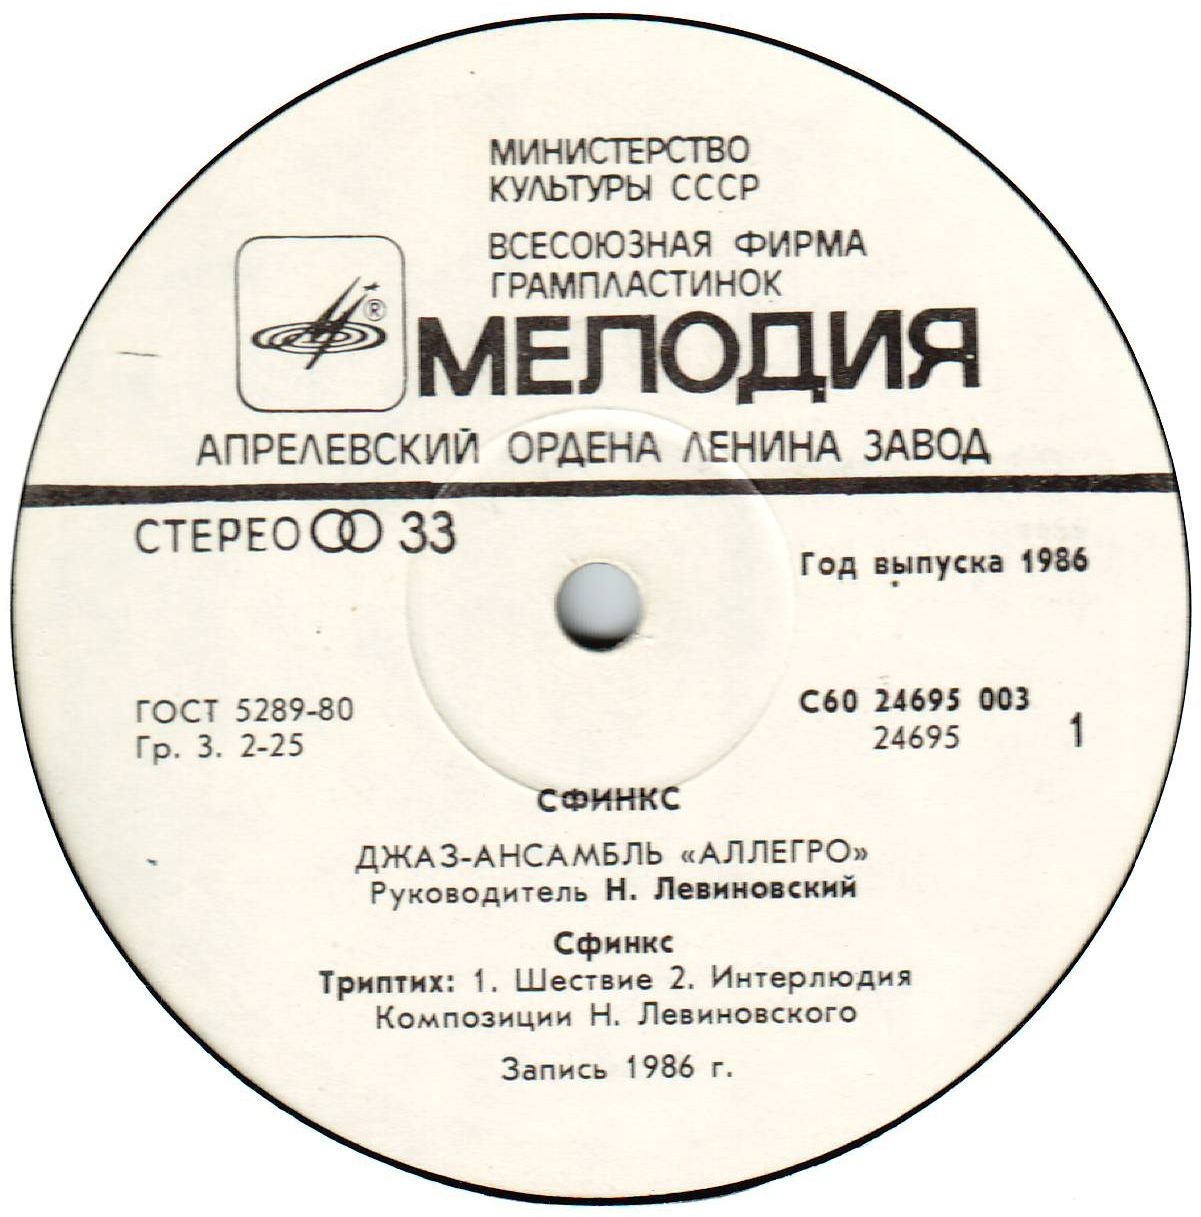 МИНИСТЕРСТВО
КУЛЬТУРЫ СССР
ВСЕСОЮЗНАЯ ФИРМА
ГРАМПЛАСТИНОК
®
МЕЛОДИЯ
АПРЕЛЕВСКИЙ ОРДЕНА ЛЕНИНА ЗАВОД
СТЕРЕО 33
Год выпуска 1986
ГОСТ 5289-80
Гр. 3. 2-25
С60 24695 003
24695 1
СФИНКС
ДЖАЗ-АНСАМБЛЬ «АЛЛЕГРО»
Руководитель Н. Левиновский
Сфинкс
Триптих: 1. Шествие 2. Интерлюдия
Композиции Н. Левиновского
Запись 1986 г.